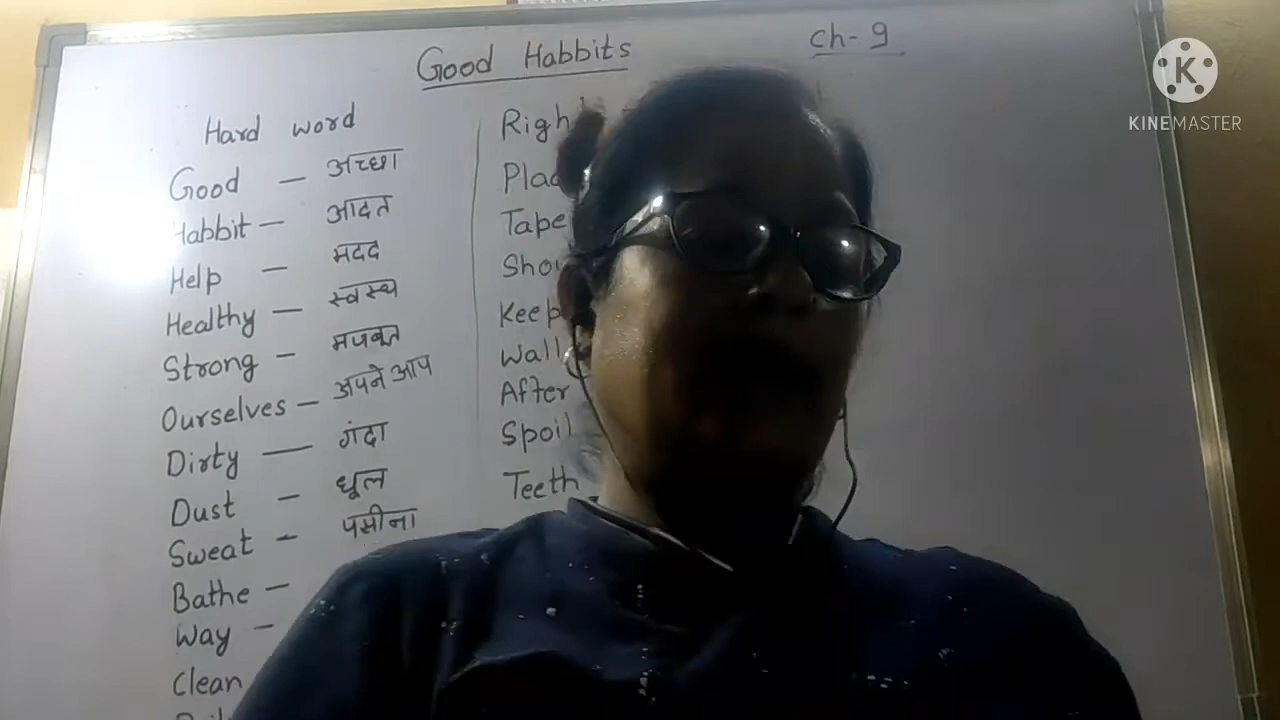 Good Habbits
ch-9
Hard word
Good — अच्छा
Habbit — आदत
Help — मदद
Healthy — स्वस्थ
Strong — मजबूत
Ourselves — अपने आप
Dirty — गंदा
Dust — धूल
Sweat — पसीना
Bathe —
Way —
Clean
Keep
Wall
After
Spoil
Teeth
KINEMASTER